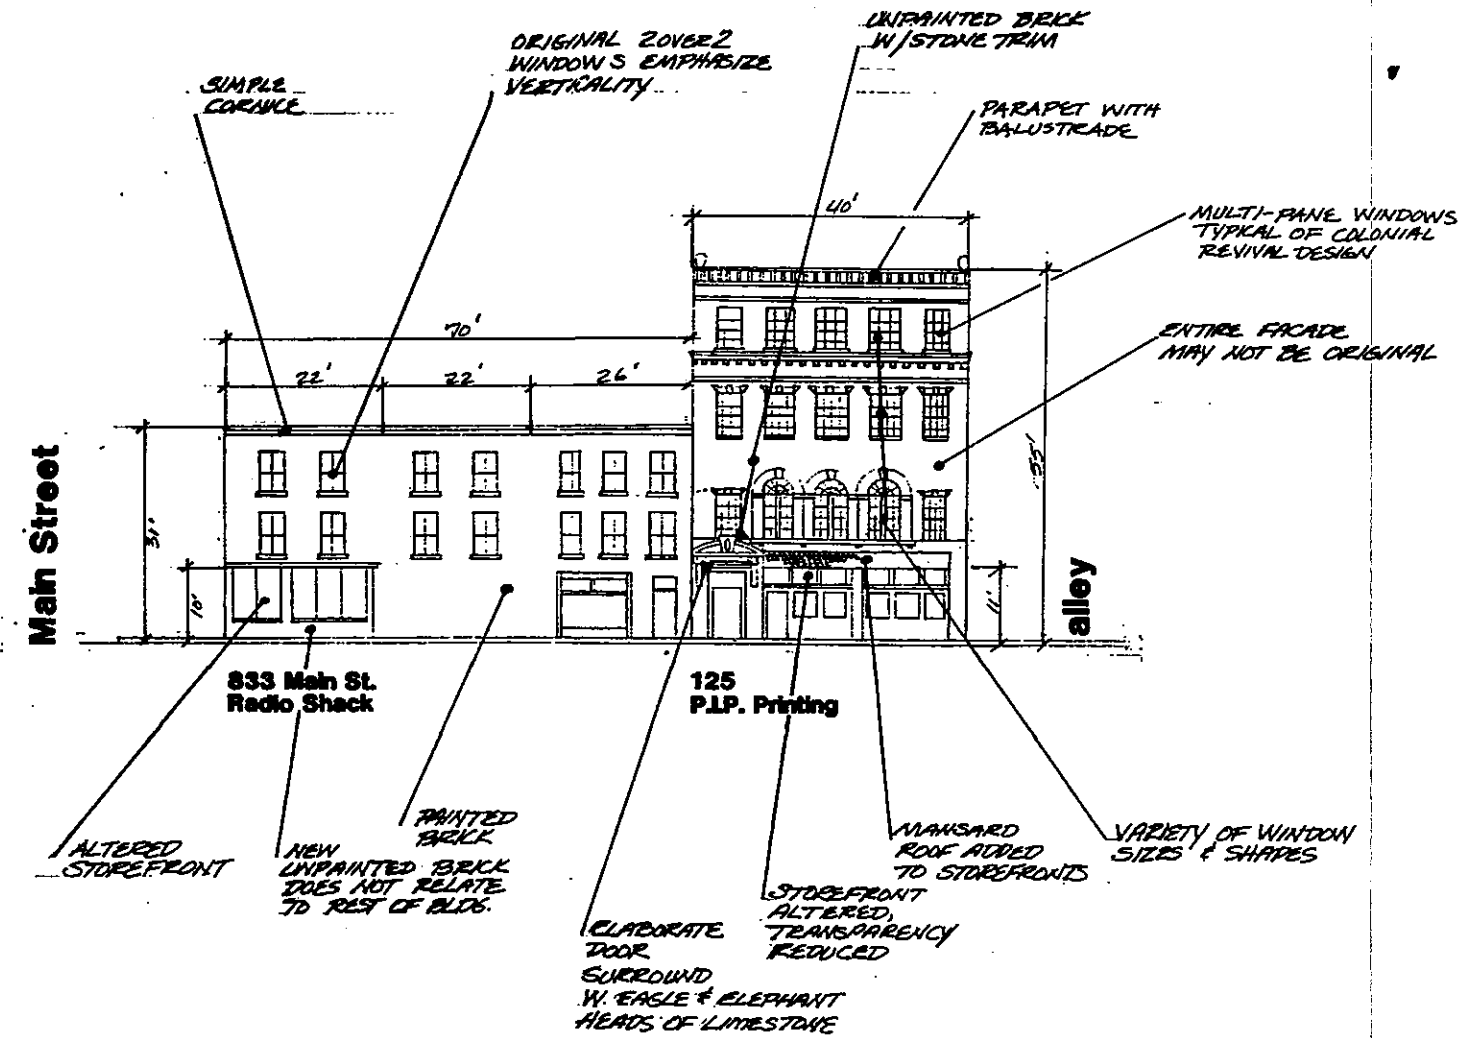 ORIGINAL 2OVER2
WINDOWS EMPHASIZE
VERTICALITY
UNPAINTED BRICK
W/STONE TRIM
SIMPLE
CORNICE
PARAPET WITH
BALUSTRADE
MULTI-PANE WINDOWS
TYPICAL OF COLONIAL
REVIVAL DESIGN
40'
70'
ENTIRE FACADE
MAY NOT BE ORIGINAL
22'
22'
26'
Main Street
31'
10'
55'
11'
alley
833 Main St.
Radio Shack
125
P.I.P. Printing
ALTERED
STOREFRONT
NEW
UNPAINTED BRICK
DOES NOT RELATE
TO REST OF BLDG.
PAINTED
BRICK
ELABORATE
DOOR
SURROUND
W. EAGLE & ELEPHANT
HEADS OF LIMESTONE
STOREFRONT
ALTERED,
TRANSPARENCY
REDUCED
MANSARD
ROOF ADDED
TO STOREFRONTS
VARIETY OF WINDOW
SIZES & SHAPES